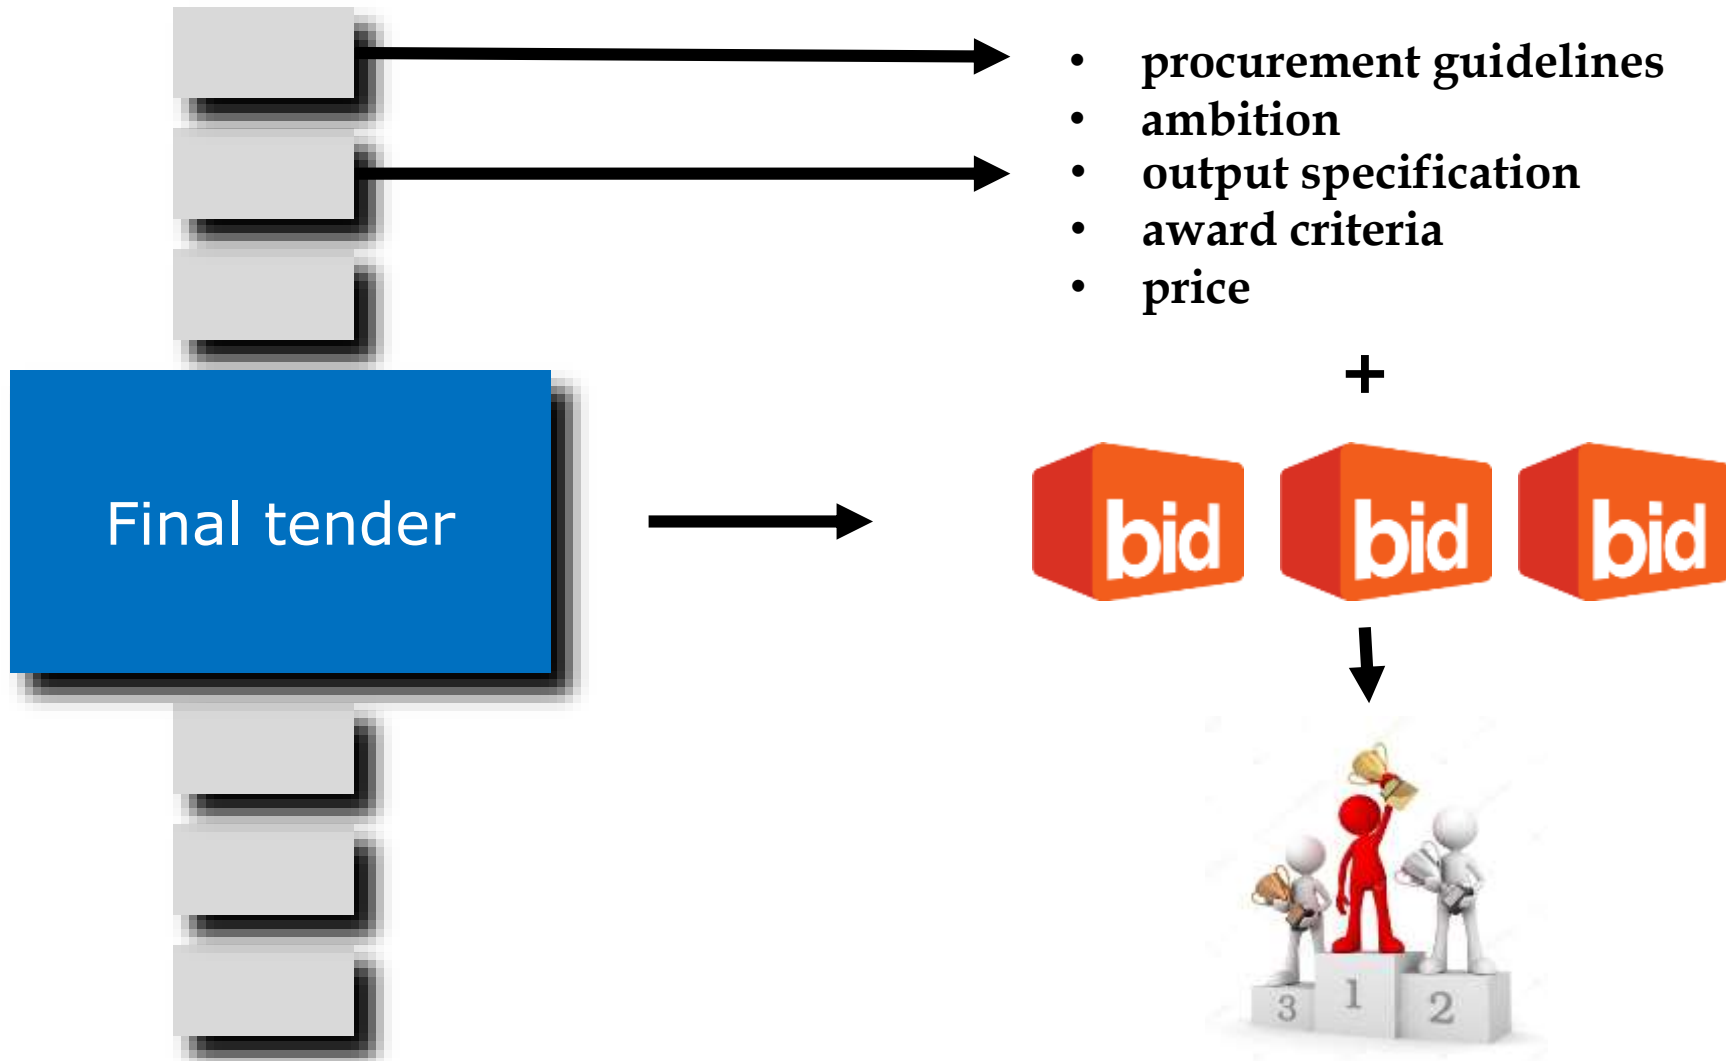 • procurement guidelines
• ambition
• output specification
• award criteria
• price
+
Final tender
bid bid bid
3 1 2